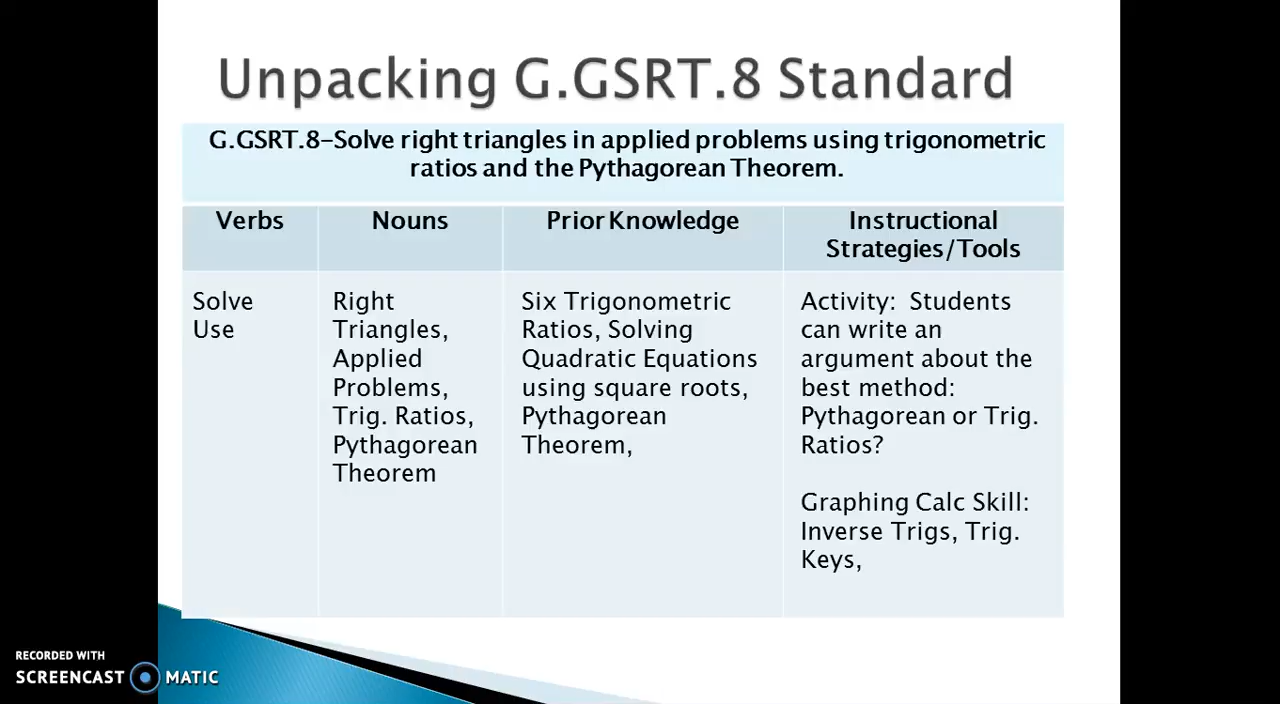 Unpacking G.GSRT.8 Standard
G.GSRT.8-Solve right triangles in applied problems using trigonometric
ratios and the Pythagorean Theorem.
Verbs
Nouns
Prior Knowledge
Instructional
Strategies/Tools
Solve
Use
Right
Triangles,
Applied
Problems,
Trig. Ratios,
Pythagorean
Theorem
Six Trigonometric
Ratios, Solving
Quadratic Equations
using square roots,
Pythagorean
Theorem,
Activity: Students
can write an
argument about the
best method:
Pythagorean or Trig.
Ratios?
Graphing Calc Skill:
Inverse Trigs, Trig.
Keys,
RECORDED WITH
SCREENCAST MATIC